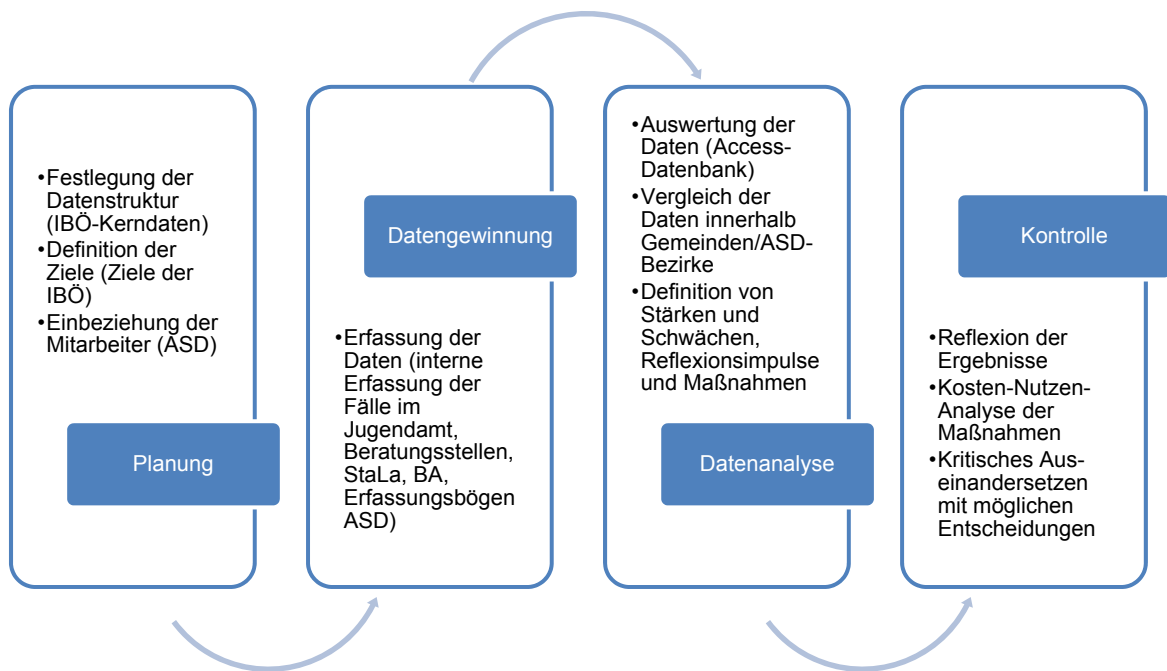 •Festlegung der
Datenstruktur
(IBÖ-Kerndaten)
•Definition der
Ziele (Ziele der
IBÖ)
•Einbeziehung der
Mitarbeiter (ASD)
Planung
Datengewinnung
•Erfassung der
Daten (interne
Erfassung der
Fälle im
Jugendamt,
Beratungsstellen,
StaLa, BA,
Erfassungsbögen
ASD)
•Auswertung der
Daten (Access-
Datenbank)
•Vergleich der
Daten innerhalb
Gemeinden/ASD-
Bezirke
•Definition von
Stärken und
Schwächen,
Reflexionsimpulse
und Maßnahmen
Datenanalyse
Kontrolle
•Reflexion der
Ergebnisse
•Kosten-Nutzen-
Analyse der
Maßnahmen
•Kritisches Aus-
einandersetzen
mit möglichen
Entscheidungen